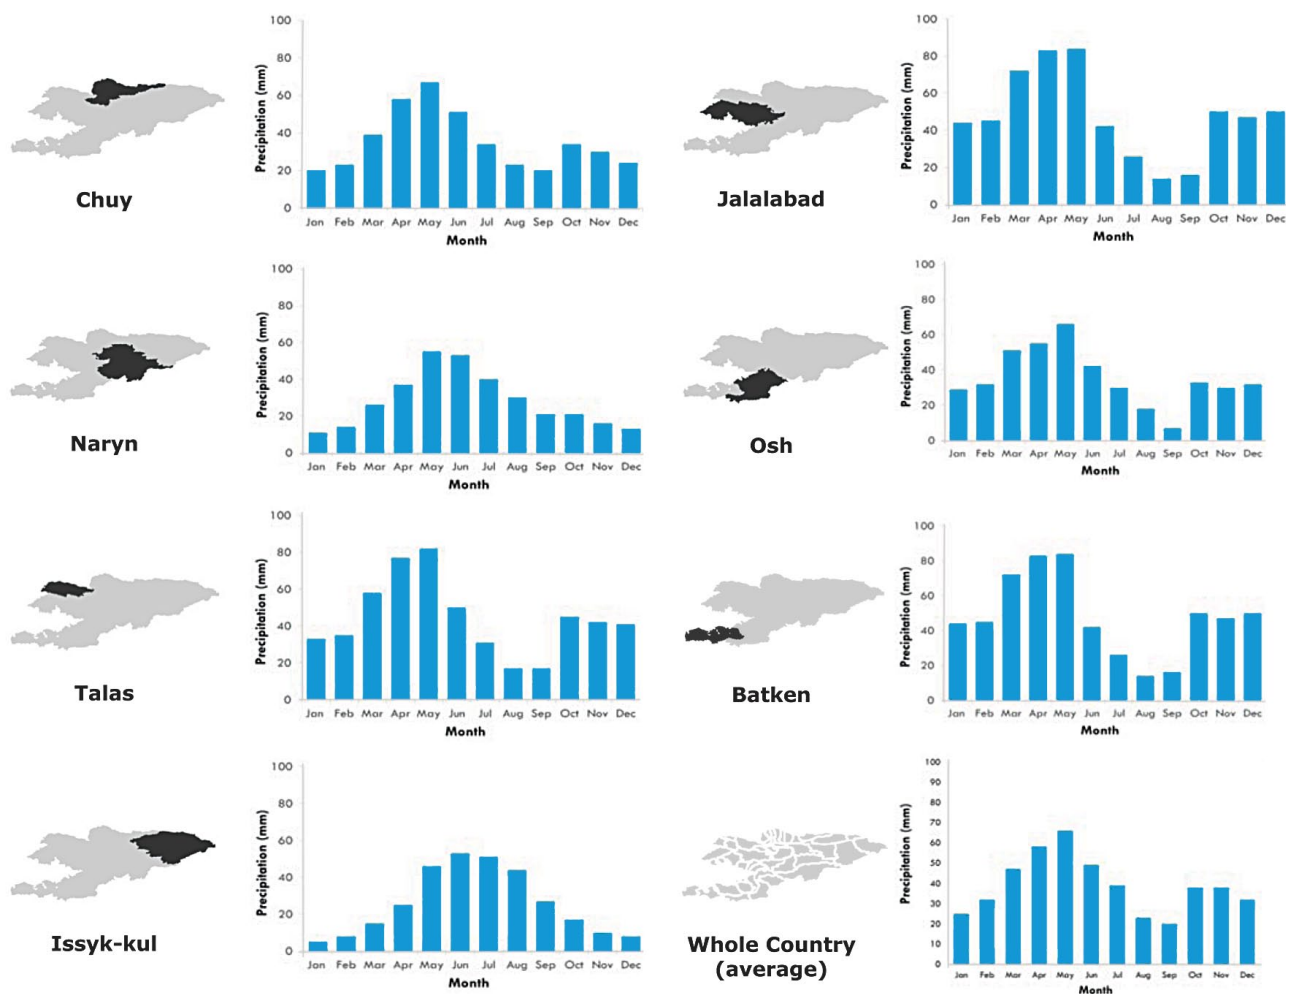 100
80
60
40
20
0
Precipitation (mm)
Jan Feb Mar Apr May Jun Jul Aug Sep Oct Nov Dec
Month
Chuy
100
80
60
40
20
0
Precipitation (mm)
Jan Feb Mar Apr May Jun Jul Aug Sep Oct Nov Dec
Month
Jalalabad
100
80
60
40
20
0
Precipitation (mm)
Jan Feb Mar Apr May Jun Jul Aug Sep Oct Nov Dec
Month
Naryn
100
80
60
40
20
0
Precipitation (mm)
Jan Feb Mar Apr May Jun Jul Aug Sep Oct Nov Dec
Month
Osh
100
80
60
40
20
0
Precipitation (mm)
Jan Feb Mar Apr May Jun Jul Aug Sep Oct Nov Dec
Month
Talas
100
80
60
40
20
0
Precipitation (mm)
Jan Feb Mar Apr May Jun Jul Aug Sep Oct Nov Dec
Month
Batken
100
80
60
40
20
0
Precipitation (mm)
Jan Feb Mar Apr May Jun Jul Aug Sep Oct Nov Dec
Month
Issyk-kul
100
90
80
70
60
50
40
30
20
10
0
Precipitation (mm)
Jan Feb Mar Apr May Jun Jul Aug Sep Oct Nov Dec
Month
Whole Country
(average)